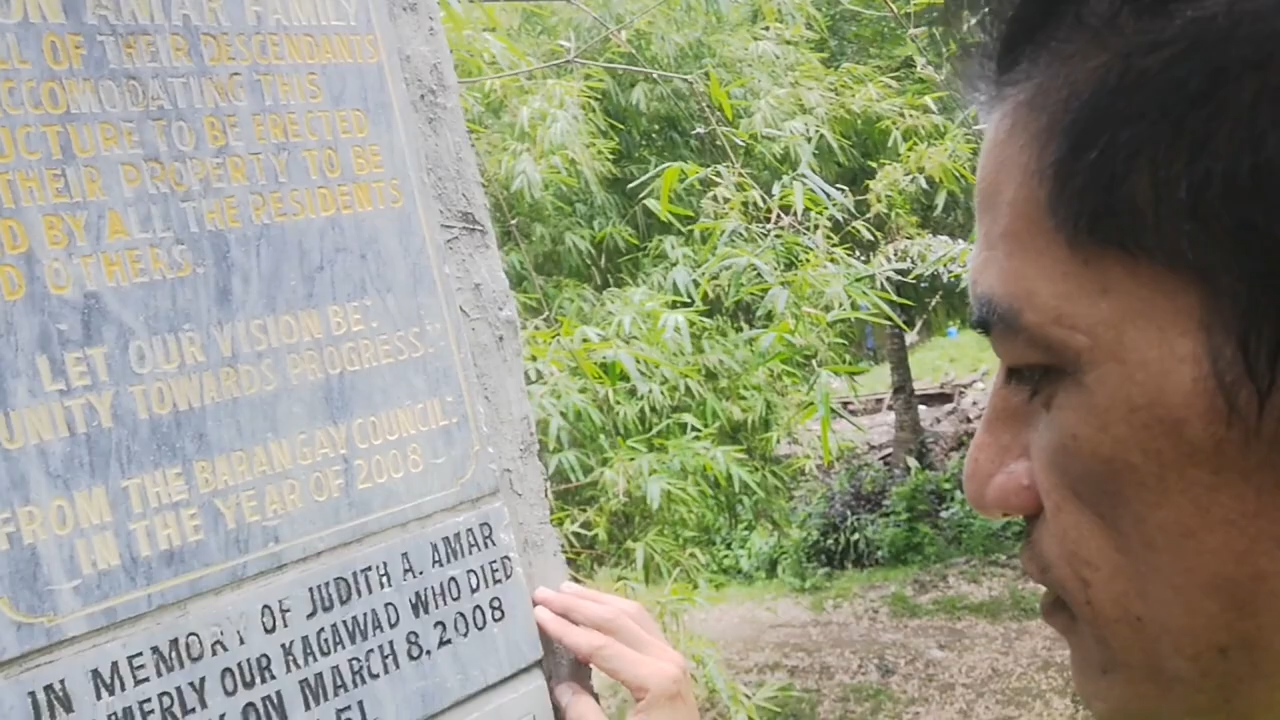 ON AMAR FAMILY
LL OF THEIR DESCENDANTS
CCOMODATING THIS
UCTURE TO BE ERECTED
THEIR PROPERTY TO BE
D BY ALL THE RESIDENTS
D OTHERS.
LET OUR VISION BE:
UNITY TOWARDS PROGRESS.
FROM THE BARANGAY COUNCIL:
IN THE YEAR OF 2008
IN MEMORY OF JUDITH A. AMAR
MERLY OUR KAGAWAD WHO DIED
ON MARCH 8, 2008